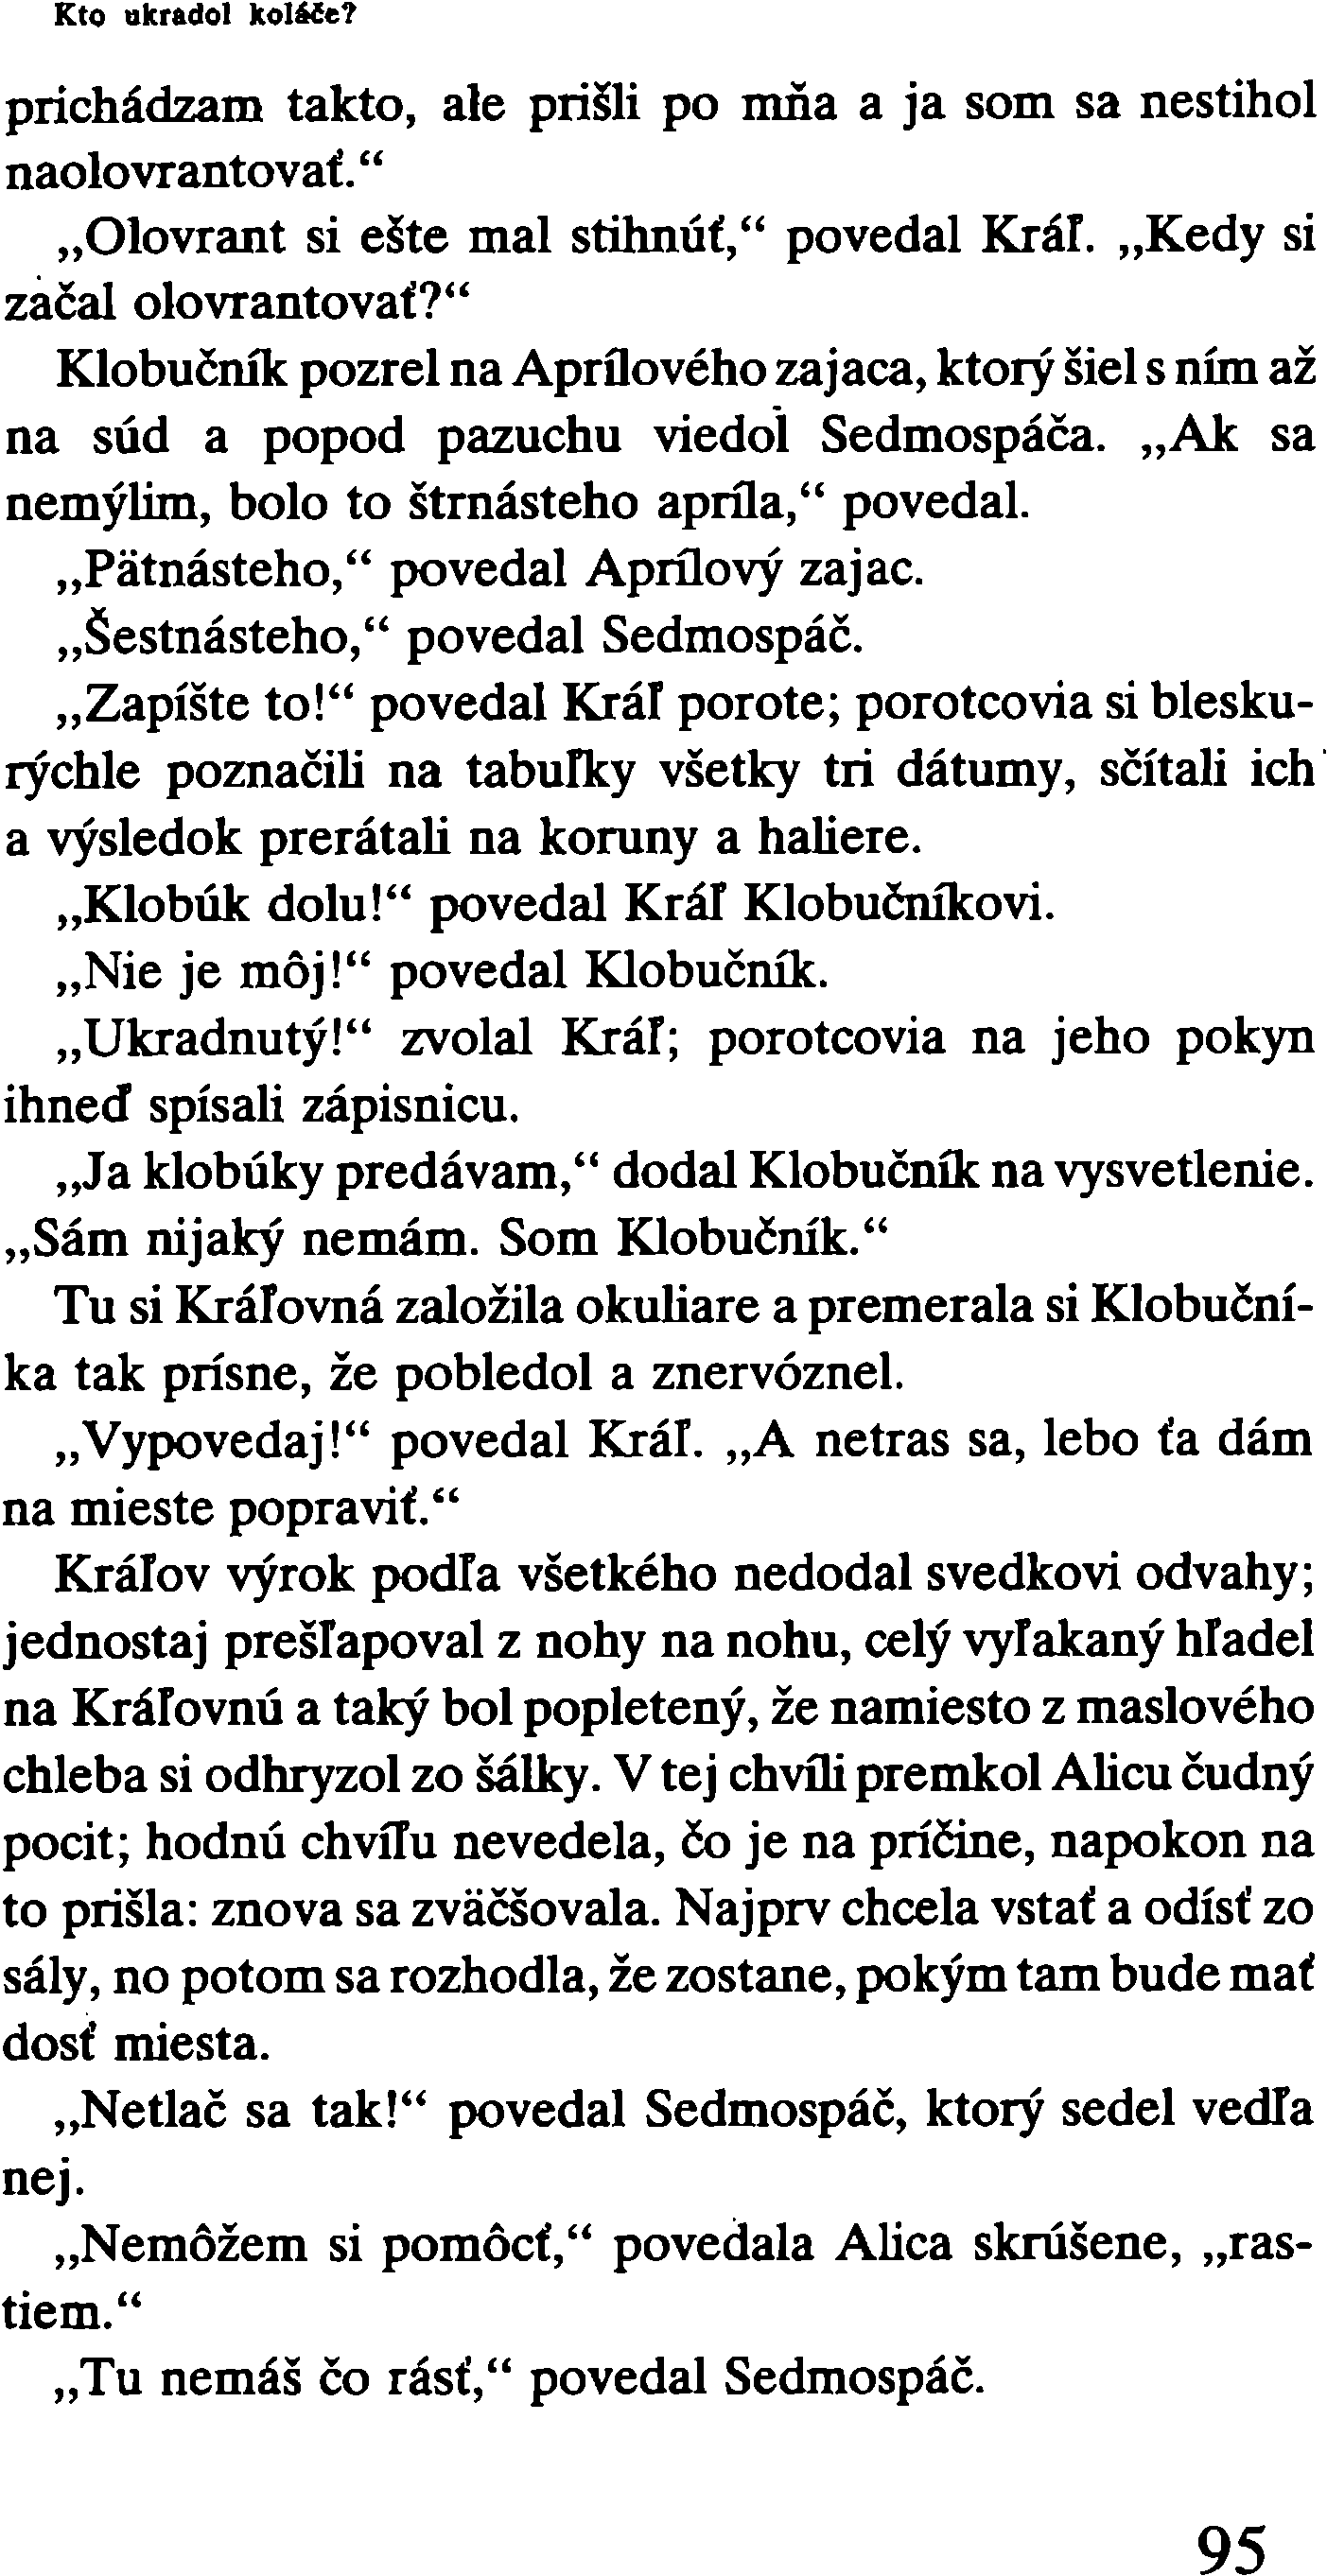 Kto ukradol koláče?
prichádzam takto, ale prišli po mňa a ja som sa nestihol
naolovrantovať.“
„Olovrant si ešte mal stihnúť,“ povedal Kráľ. „Kedy si
začal olovrantovať?“
Klobučník pozrel na Aprílového zajaca, ktorý šiel s ním až
na súd a popod pazuchu viedol Sedmospáča. „Ak sa
nemýlim, bolo to štrnásteho apríla,“ povedal.
„Pätnásteho,“ povedal Aprílový zajac.
„Šestnásteho,“ povedal Sedmospáč.
„Zapíšte to!“ povedal Kráľ porote; porotcovia si blesku-
rýchle poznačili na tabuľky všetky tri dátumy, sčítali ich
a výsledok prerátali na koruny a haliere.
„Klobúk dolu!“ povedal Kráľ Klobučníkovi.
„Nie je môj!“ povedal Klobučník.
„Ukradnutý!“ zvolal Kráľ; porotcovia na jeho pokyn
ihneď spísali zápisnicu.
„Ja klobúky predávam,“ dodal Klobučník na vysvetlenie.
„Sám nijaký nemám. Som Klobučník.“
Tu si Kráľovná založila okuliare a premerala si Klobuční-
ka tak prísne, že pobledol a znervóznel.
„Vypovedaj!“ povedal Kráľ. „A netras sa, lebo ťa dám
na mieste popraviť.“
Kráľov výrok podľa všetkého nedodal svedkovi odvahy;
jednostaj prešľapoval z nohy na nohu, celý vyľakaný hľadel
na Kráľovnú a taký bol popletený, že namiesto z maslového
chleba si odhryzol zo šálky. V tej chvíli premkol Alicu čudný
pocit; hodnú chvíľu nevedela, čo je na príčine, napokon na
to prišla: znova sa zväčšovala. Najprv chcela vstať a odísť zo
sály, no potom sa rozhodla, že zostane, pokým tam bude mať
dosť miesta.
„Netlač sa tak!“ povedal Sedmospáč, ktorý sedel vedľa
nej.
„Nemôžem si pomôcť,“ povedala Alica skrúšene, „ras-
tiem.“
„Tu nemáš čo rásť,“ povedal Sedmospáč.
95